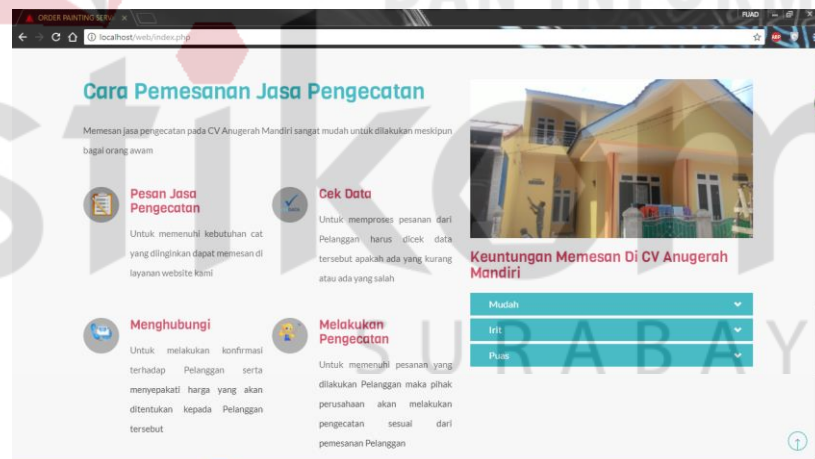 ORDER PAINTING SERV
FUAD
localhost/web/index.php
ABP
Cara Pemesanan Jasa Pengecatan
Memesan jasa pengecatan pada CV Anugerah Mandiri sangat mudah untuk dilakukan meskipun
bagai orang awam
Pesan Jasa
Pengecatan
Untuk memenuhi kebutuhan cat
yang diinginkan dapat memesan di
layanan website kami
Cek Data
Untuk memproses pesanan dari
Pelanggan harus dicek data
tersebut apakah ada yang kurang
atau ada yang salah
Menghubungi
Untuk melakukan konfirmasi
terhadap Pelanggan serta
menyepakati harga yang akan
ditentukan kepada Pelanggan
tersebut
Melakukan
Pengecatan
Untuk memenuhi pesanan yang
dilakukan Pelanggan maka pihak
perusahaan akan melakukan
pengecatan sesuai dari
pemesanan Pelanggan
Keuntungan Memesan Di CV Anugerah
Mandiri
Mudah
Irit
Puas
stikom
SURABAY